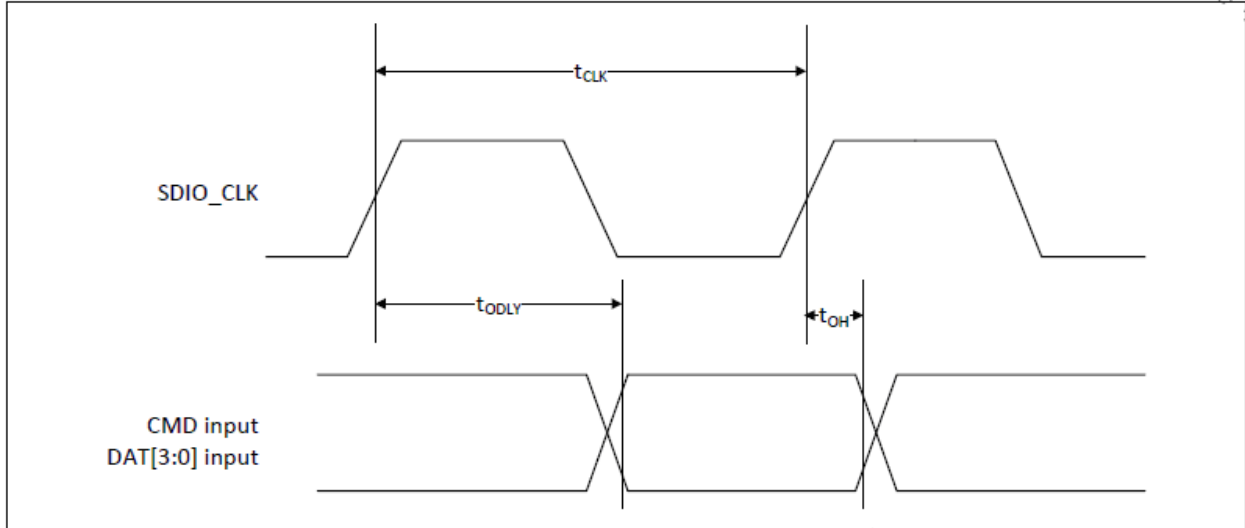 tCLK
SDIO_CLK
tODLY
tOH
CMD input
DAT[3:0] input